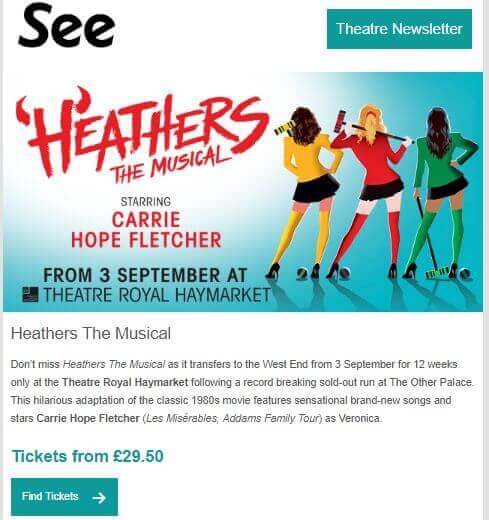 See
Theatre Newsletter
HEATHERS
THE MUSICAL
STARRING
CARRIE
HOPE FLETCHER
FROM 3 SEPTEMBER AT
THEATRE ROYAL HAYMARKET
Heathers The Musical
Don't miss Heathers The Musical as it transfers to the West End from 3 September for 12 weeks
only at the Theatre Royal Haymarket following a record breaking sold-out run at The Other Palace.
This hilarious adaptation of the classic 1980s movie features sensational brand-new songs and
stars Carrie Hope Fletcher (Les Misérables, Addams Family Tour) as Veronica.
Tickets from £29.50
Find Tickets